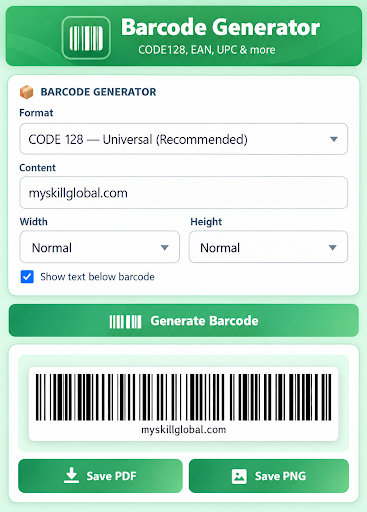 Barcode Generator
CODE128, EAN, UPC & more
BARCODE GENERATOR
Format
CODE 128 — Universal (Recommended)
Content
myskillglobal.com
Width
Height
Normal
Normal
Show text below barcode
Generate Barcode
myskillglobal.com
Save PDF
Save PNG